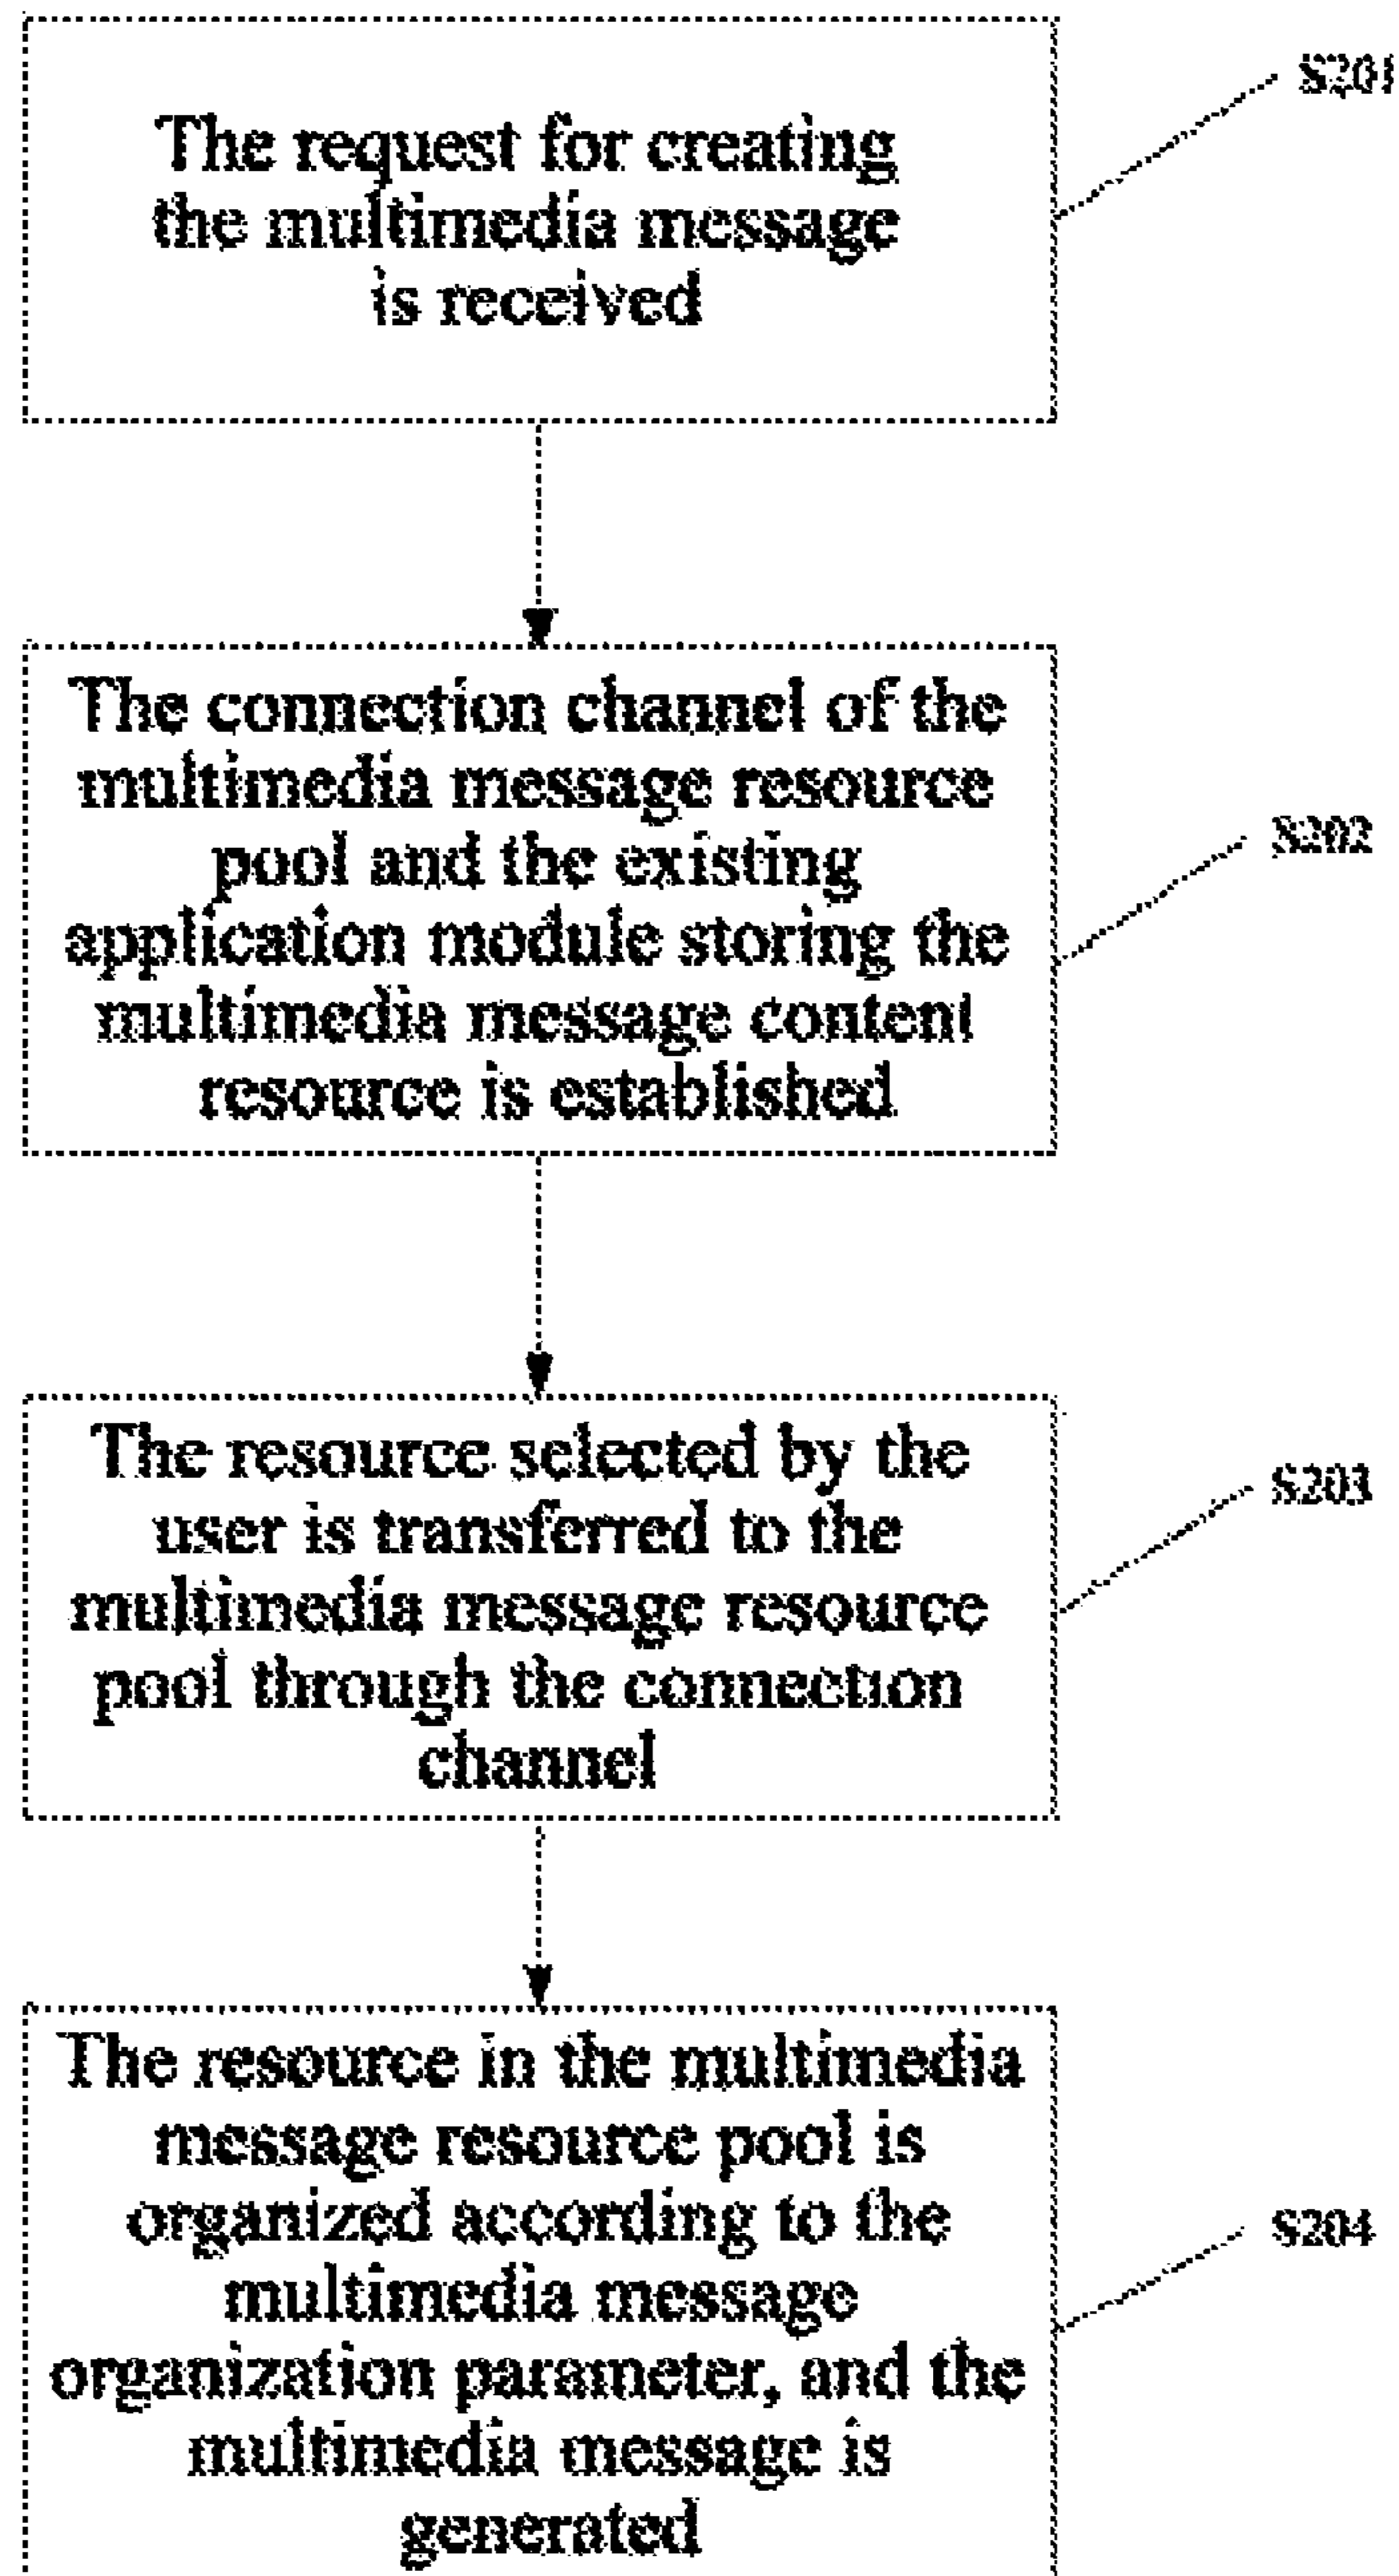 The request for creating
the multimedia message
is received
S201
The connection channel of the
multimedia message resource
pool and the existing
application module storing the
multimedia message content
resource is established
S202
The resource selected by the
user is transferred to the
multimedia message resource
pool through the connection
channel
S203
The resource in the multimedia
message resource pool is
organized according to the
multimedia message
organization parameter, and the
multimedia message is
generated
S204